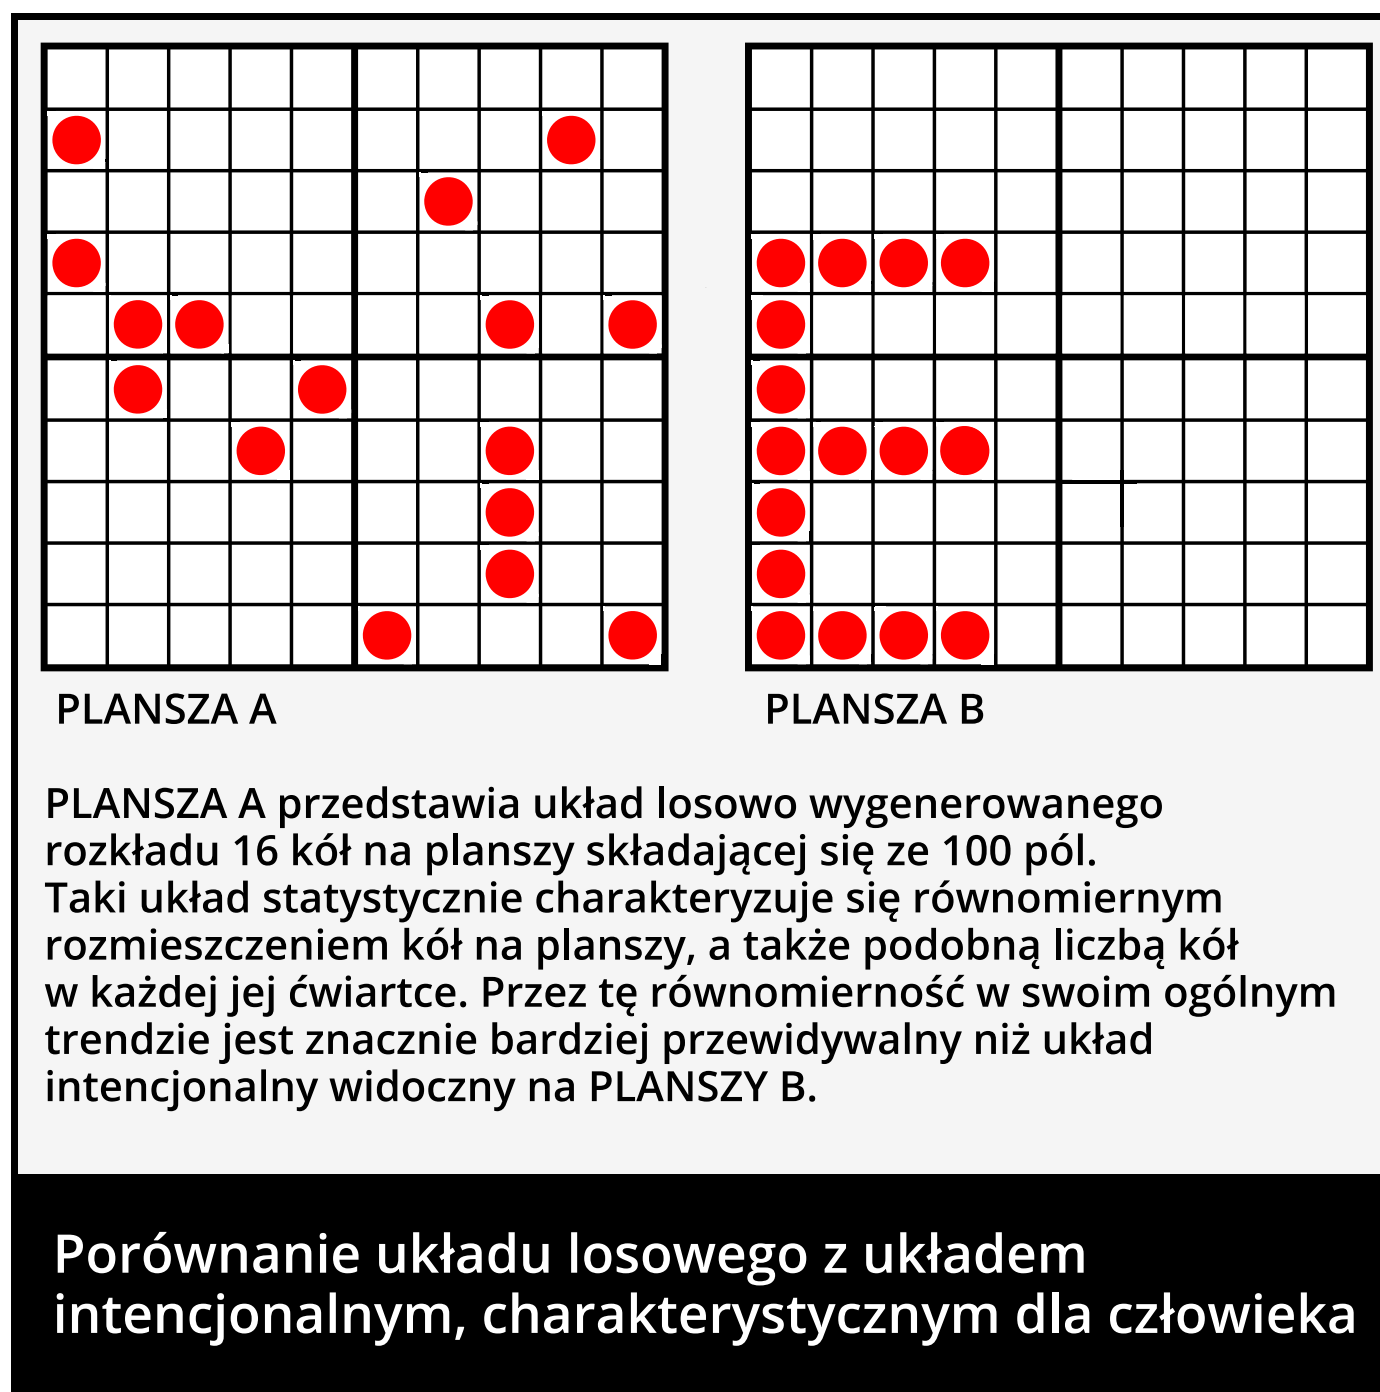 PLANSZA A
PLANSZA B
PLANSZA A przedstawia układ losowo wygenerowanego
rozkładu 16 kół na planszy składającej się ze 100 pól.
Taki układ statystycznie charakteryzuje się równomiernym
rozmieszczeniem kół na planszy, a także podobną liczbą kół
w każdej jej ćwiartce. Przez tę równomierność w swoim ogólnym
trendzie jest znacznie bardziej przewidywalny niż układ
intencjonalny widoczny na PLANSZY B.
Porównanie układu losowego z układem
intencjonalnym, charakterystycznym dla człowieka